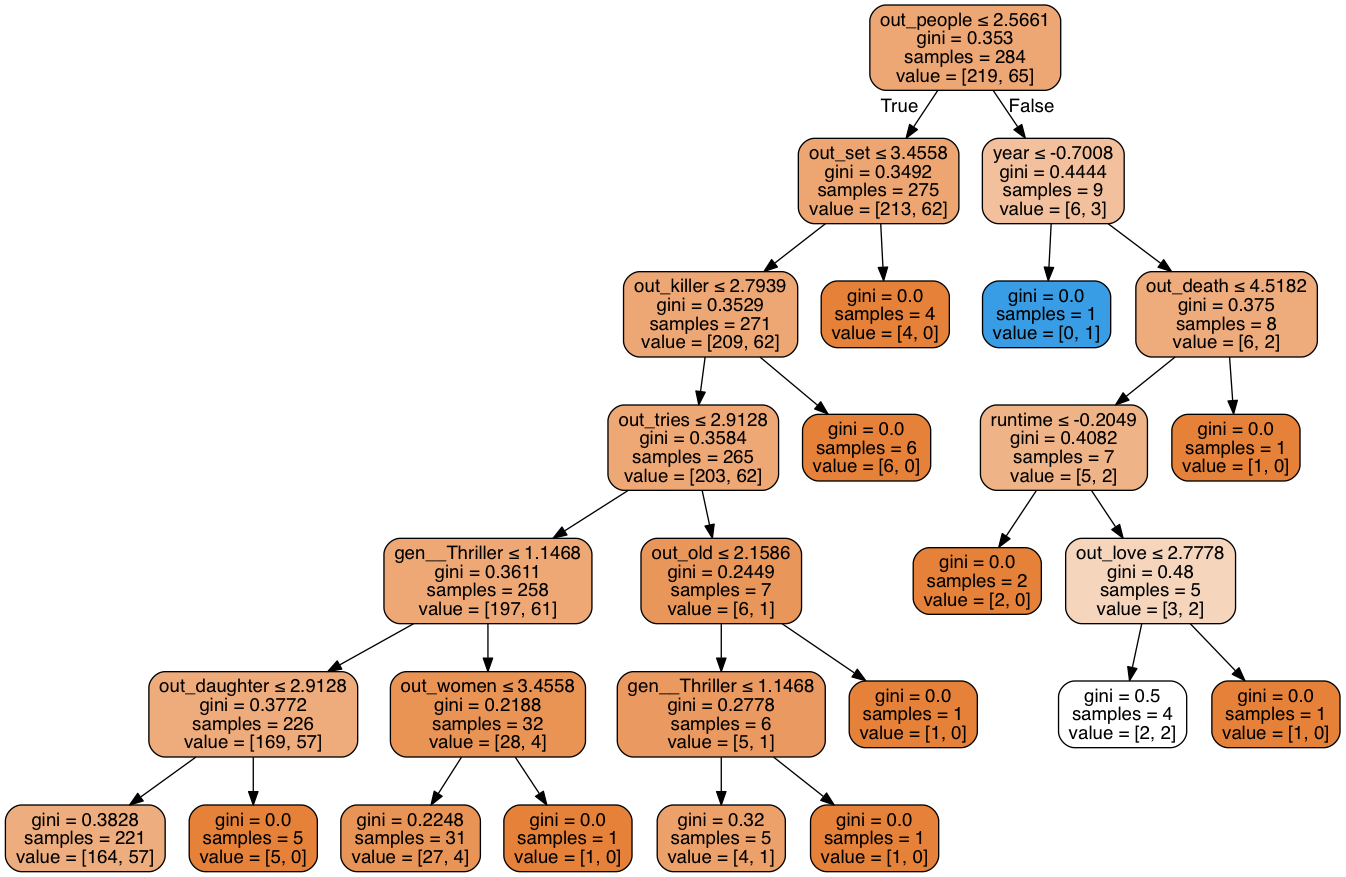 out_people ≤ 2.5661
gini = 0.353
samples = 284
value = [219, 65]
True
False
out_set ≤ 3.4558
gini = 0.3492
samples = 275
value = [213, 62]
year ≤ -0.7008
gini = 0.4444
samples = 9
value = [6, 3]
out_killer ≤ 2.7939
gini = 0.3529
samples = 271
value = [209, 62]
gini = 0.0
samples = 4
value = [4, 0]
gini = 0.0
samples = 1
value = [0, 1]
out_death ≤ 4.5182
gini = 0.375
samples = 8
value = [6, 2]
out_tries ≤ 2.9128
gini = 0.3584
samples = 265
value = [203, 62]
gini = 0.0
samples = 6
value = [6, 0]
runtime ≤ -0.2049
gini = 0.4082
samples = 7
value = [5, 2]
gini = 0.0
samples = 1
value = [1, 0]
gen__Thriller ≤ 1.1468
gini = 0.3611
samples = 258
value = [197, 61]
out_old ≤ 2.1586
gini = 0.2449
samples = 7
value = [6, 1]
gini = 0.0
samples = 2
value = [2, 0]
out_love ≤ 2.7778
gini = 0.48
samples = 5
value = [3, 2]
out_daughter ≤ 2.9128
gini = 0.3772
samples = 226
value = [169, 57]
out_women ≤ 3.4558
gini = 0.2188
samples = 32
value = [28, 4]
gen__Thriller ≤ 1.1468
gini = 0.2778
samples = 6
value = [5, 1]
gini = 0.0
samples = 1
value = [1, 0]
gini = 0.5
samples = 4
value = [2, 2]
gini = 0.0
samples = 1
value = [1, 0]
gini = 0.3828
samples = 221
value = [164, 57]
gini = 0.0
samples = 5
value = [5, 0]
gini = 0.2248
samples = 31
value = [27, 4]
gini = 0.0
samples = 1
value = [1, 0]
gini = 0.32
samples = 5
value = [4, 1]
gini = 0.0
samples = 1
value = [1, 0]